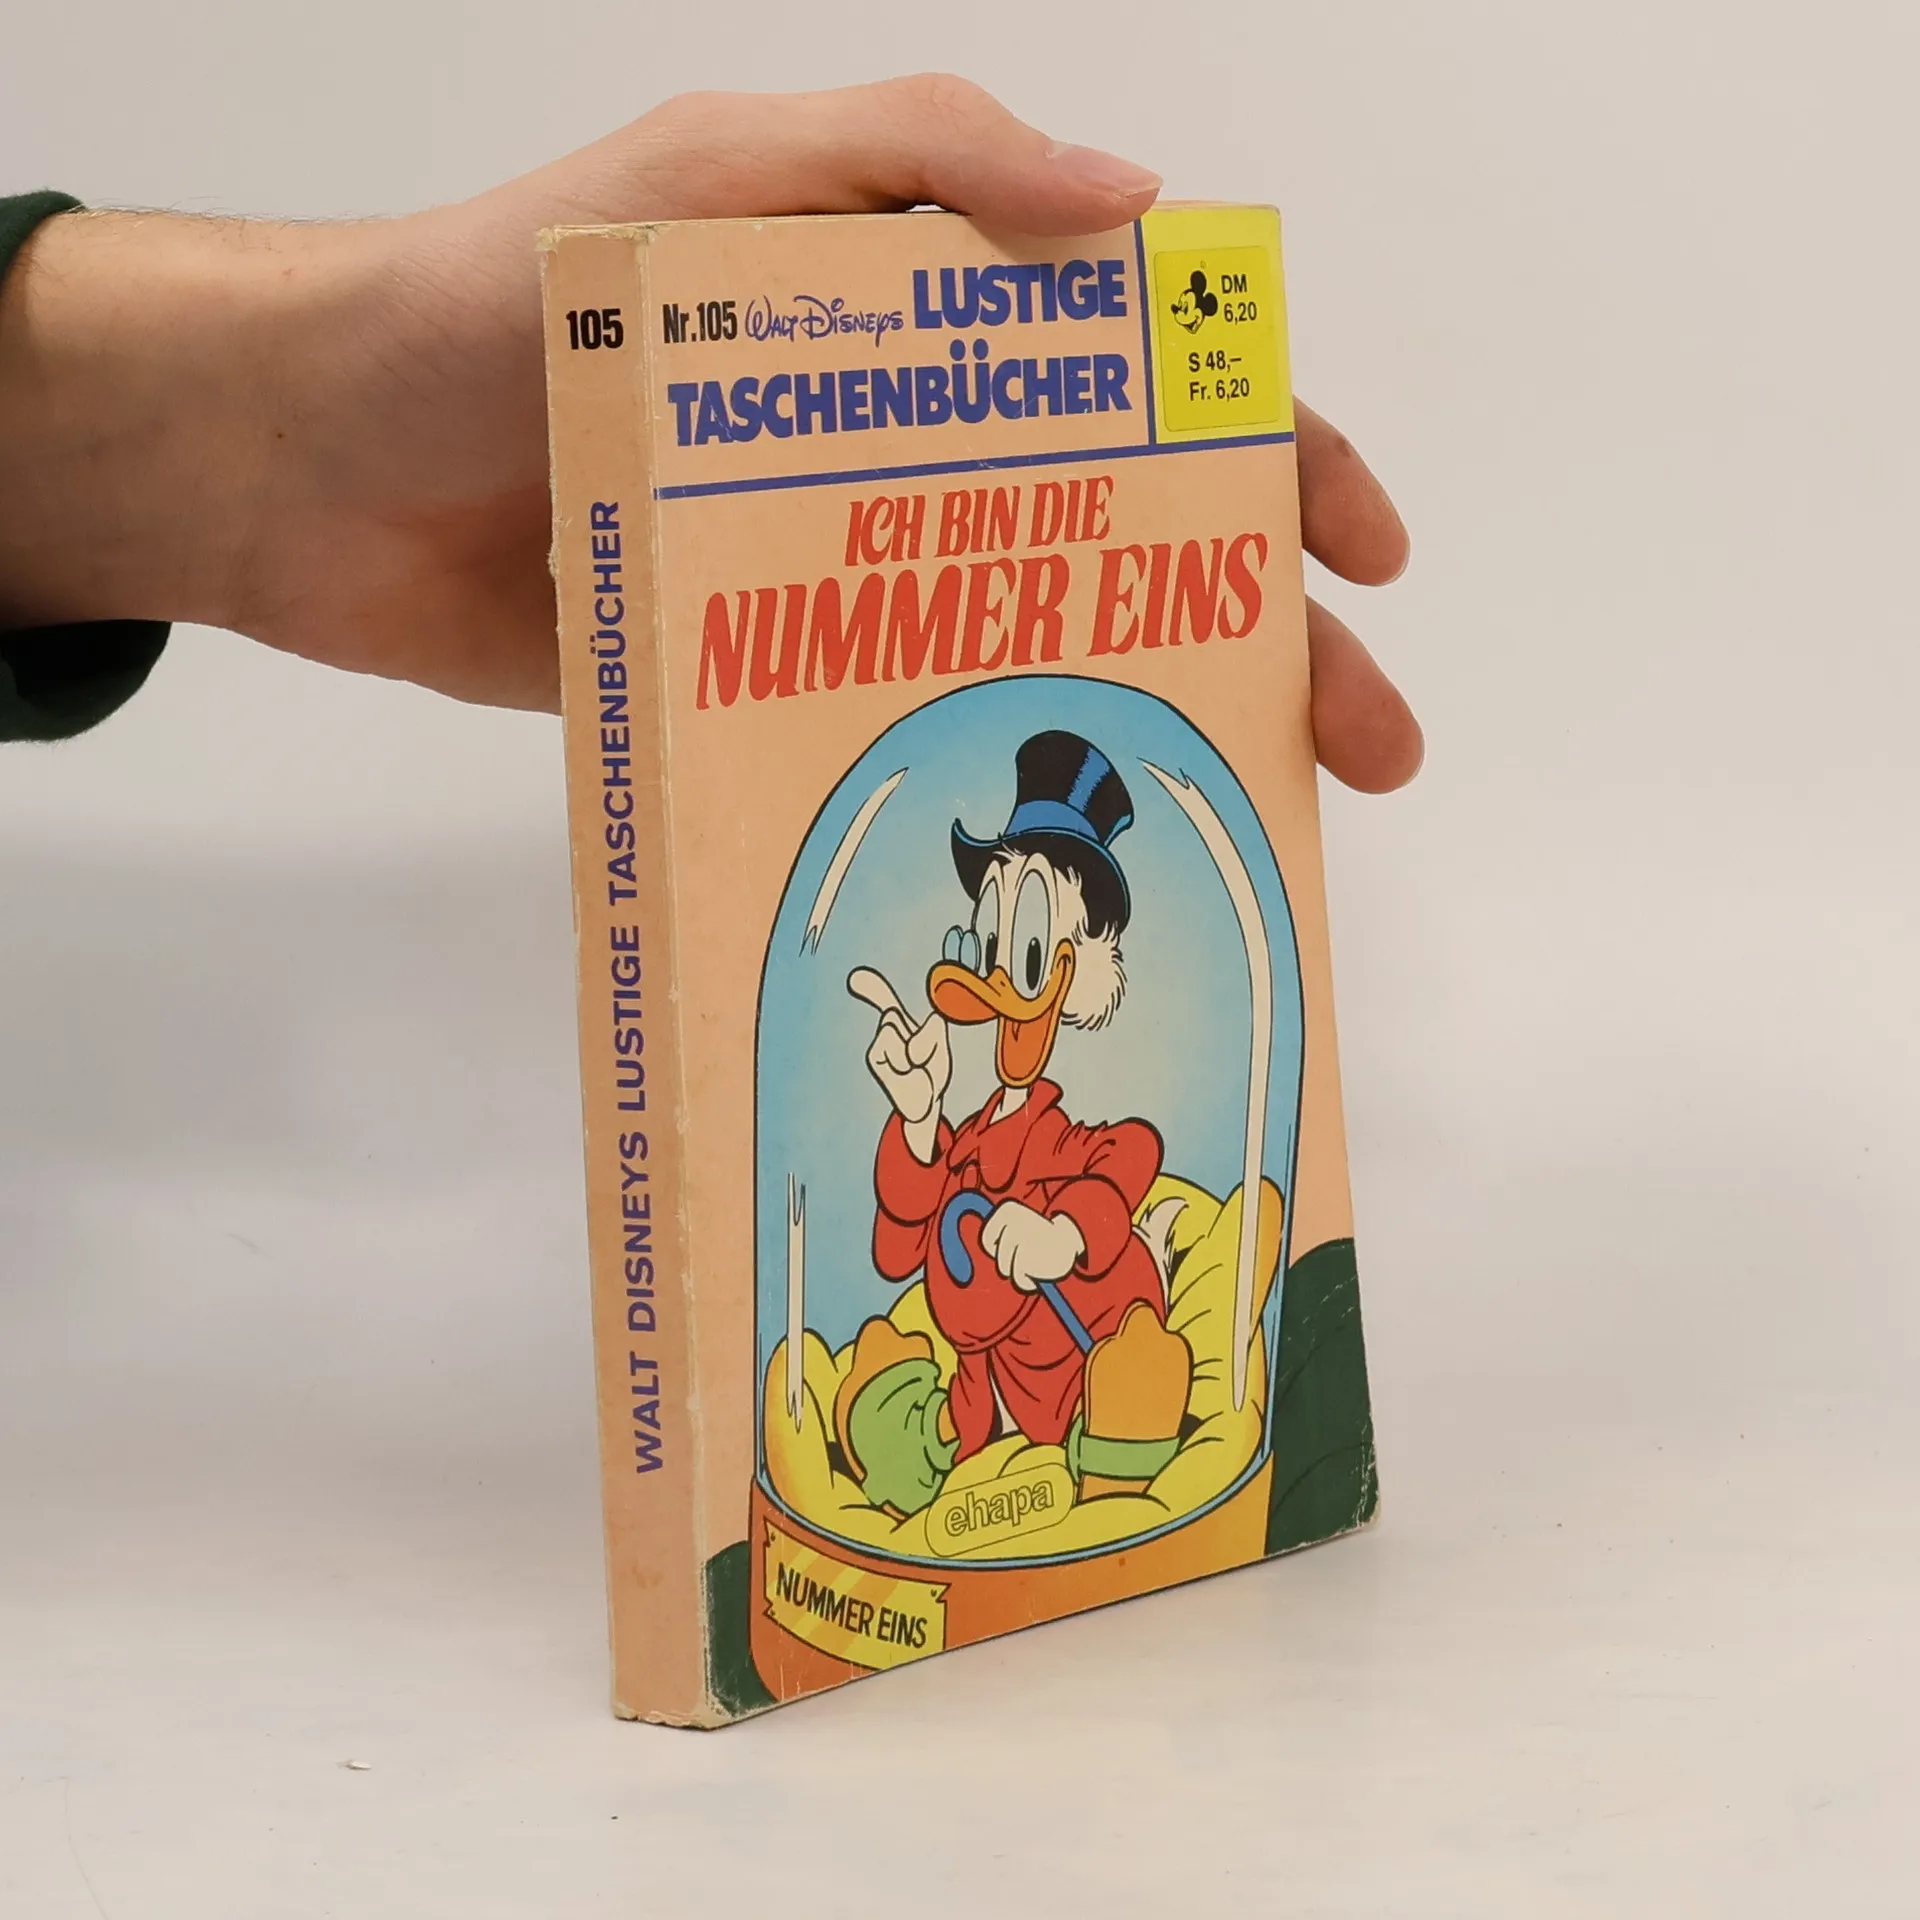 105
WALT DISNEYS LUSTIGE TASCHENBÜCHER
Nr.105 WALT DISNEYS LUSTIGE
TASCHENBÜCHER
DM
6,20
S 48,–
Fr. 6,20
ICH BIN DIE
NUMMER EINS
ehapa
NUMMER EINS